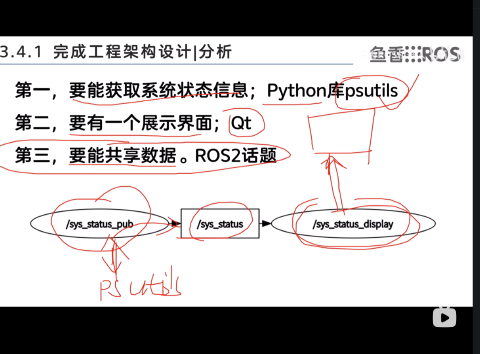 3.4.1 完成工程架构设计|分析
鱼香ROS
第一，要能获取系统状态信息；Python库psutils
第二，要有一个展示界面；Qt
第三，要能共享数据。ROS2话题
/sys_status_pub
/sys_status
/sys_status_display
psutils